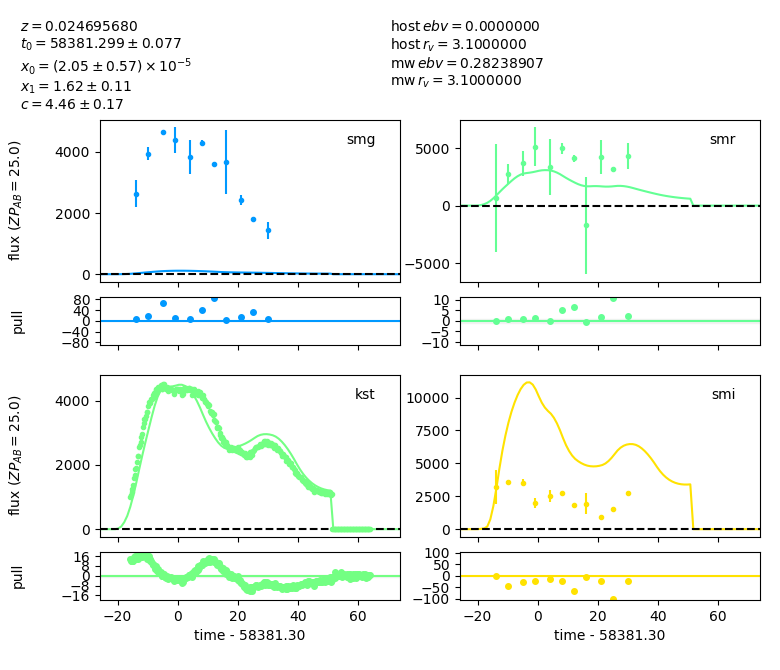 z = 0.024695680
t₀ = 58381.299 ± 0.077
x₀ = (2.05 ± 0.57) × 10⁻⁵
x₁ = 1.62 ± 0.11
c = 4.46 ± 0.17
host ebv = 0.0000000
host r_v = 3.1000000
mw ebv = 0.28238907
mw r_v = 3.1000000
flux (ZP_AB = 25.0)
4000
2000
0
smg
5000
0
−5000
smr
pull
80
40
0
−40
−80
10
5
0
−5
−10
flux (ZP_AB = 25.0)
4000
2000
0
kst
10000
7500
5000
2500
0
smi
pull
16
8
0
−8
−16
100
50
0
−50
−100
−20 0 20 40 60
−20 0 20 40 60
time - 58381.30
time - 58381.30